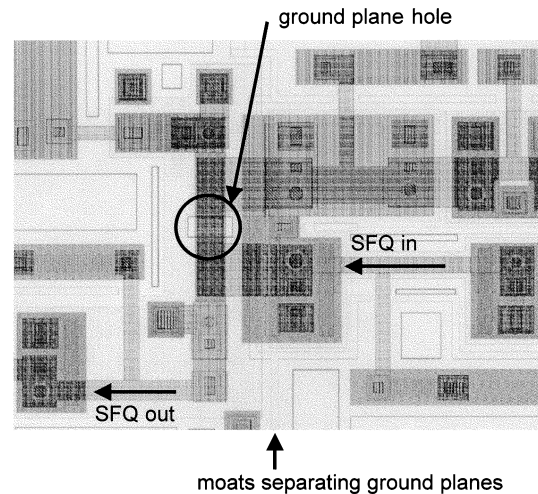 ground plane hole
SFQ in
SFQ out
moats separating ground planes